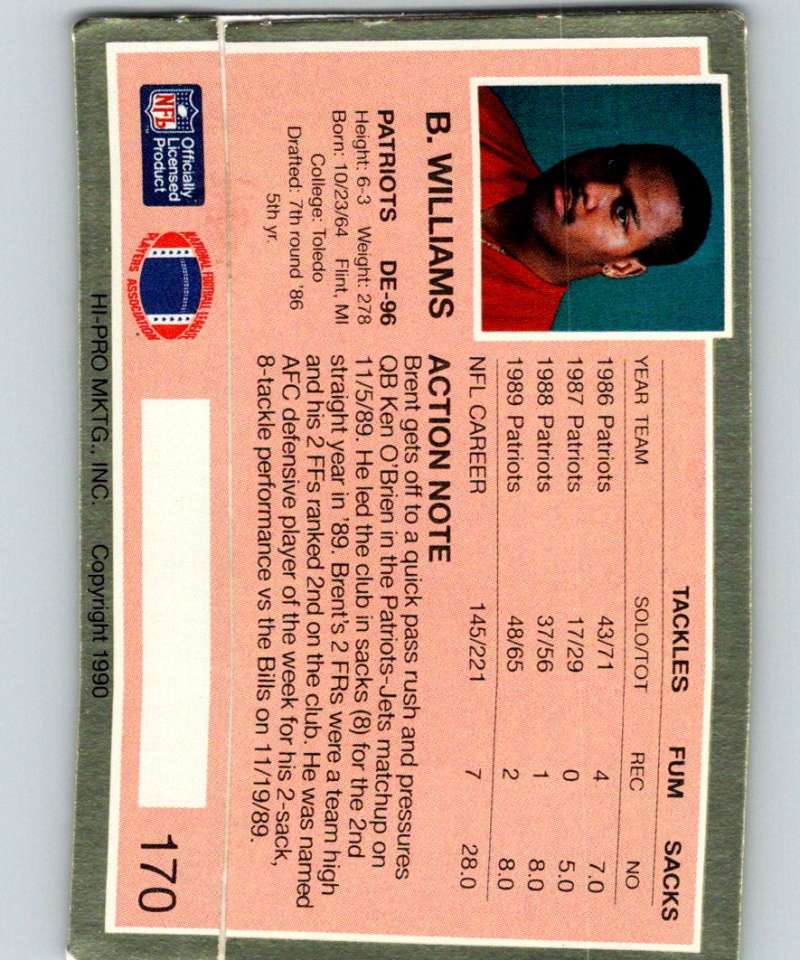 TACKLES FUM SACKS
YEAR TEAM SOLO/TOT REC NO
1986 Patriots 43/71 4 7.0
1987 Patriots 17/29 0 5.0
1988 Patriots 37/56 1 8.0
1989 Patriots 48/65 2 8.0
NFL CAREER 145/221 7 28.0
B. WILLIAMS
PATRIOTS DE-96
Height: 6-3 Weight: 278
Born: 10/23/64 Flint, MI
College: Toledo
Drafted: 7th round '86
5th yr.
ACTION NOTE
Brent gets off to a quick pass rush and pressures
QB Ken O'Brien in the Patriots-Jets matchup on
11/5/89. He led the club in sacks (8) for the 2nd
straight year in '89. Brent's 2 FRs were a team high
and his 2 FFs ranked 2nd on the club. He was named
AFC defensive player of the week for his 2-sack,
8-tackle performance vs the Bills on 11/19/89.
NFL
Officially
Licensed
Product
NATIONAL FOOTBALL LEAGUE
PLAYERS ASSOCIATION
170
HI-PRO MKTG., INC. Copyright 1990